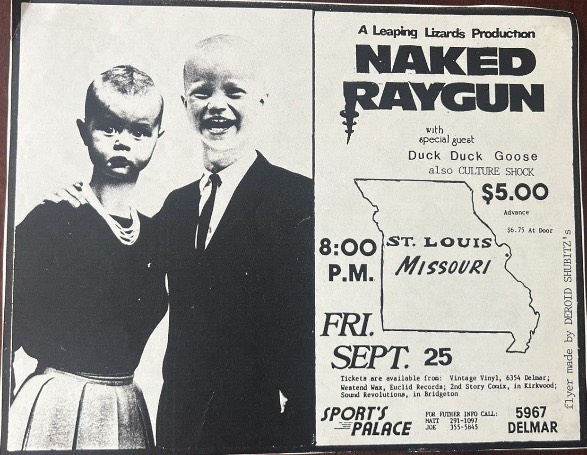 A Leaping Lizards Production
NAKED
RAYGUN
with
special guest
Duck Duck Goose
also CULTURE SHOCK
$5.00
Advance
$6.75 At Door
8:00
P.M.
ST. LOUIS
MISSOURI
FRI.
SEPT. 25
Tickets are available from: Vintage Vinyl, 6354 Delmar;
Westend Wax, Euclid Records; 2nd Story Comix, in Kirkwood;
Sound Revolutions, in Bridgeton
SPORT'S
PALACE
FOR FUTHER INFO CALL:
MATT 291-1097
JOE 355-5845
5967
DELMAR
flyer made by DEROID SHUBITZ's